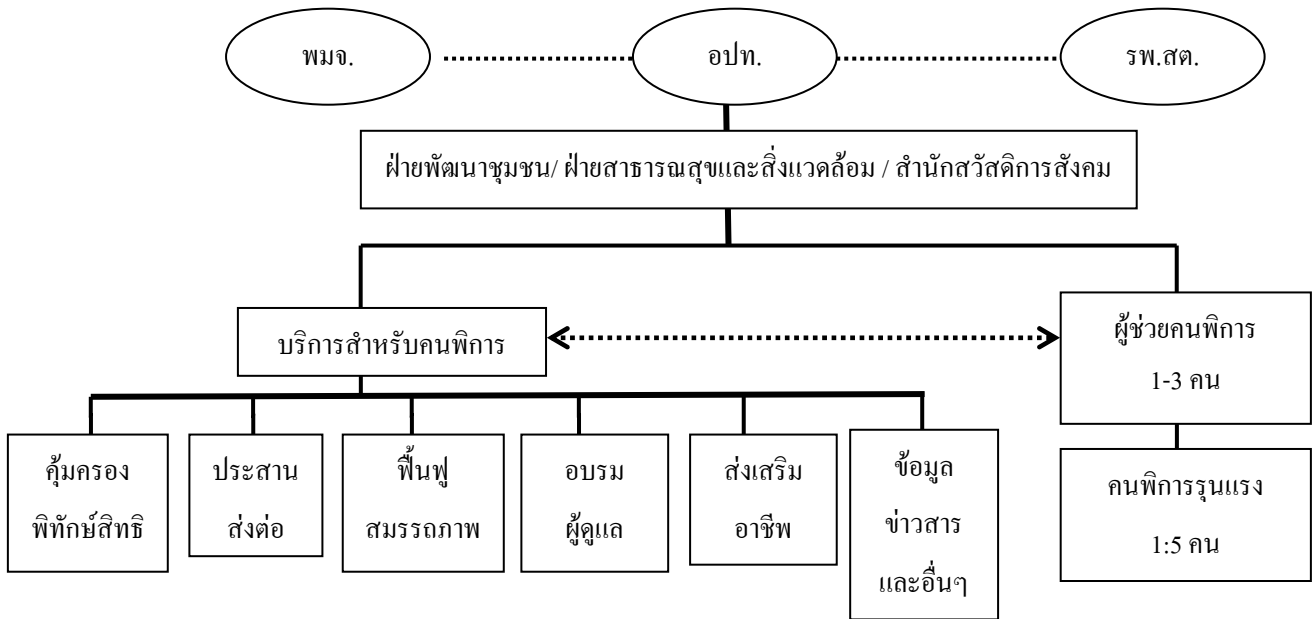 พมจ.
อปท.
รพ.สต.
ฝ่ายพัฒนาชุมชน/ ฝ่ายสาธารณสุขและสิ่งแวดล้อม / สำนักสวัสดิการสังคม
บริการสำหรับคนพิการ
ผู้ช่วยคนพิการ
1-3 คน
คุ้มครอง
พิทักษ์สิทธิ
ประสาน
ส่งต่อ
ฟื้นฟู
สมรรถภาพ
อบรม
ผู้ดูแล
ส่งเสริม
อาชีพ
ข้อมูล
ข่าวสาร
และอื่นๆ
คนพิการรุนแรง
1:5 คน